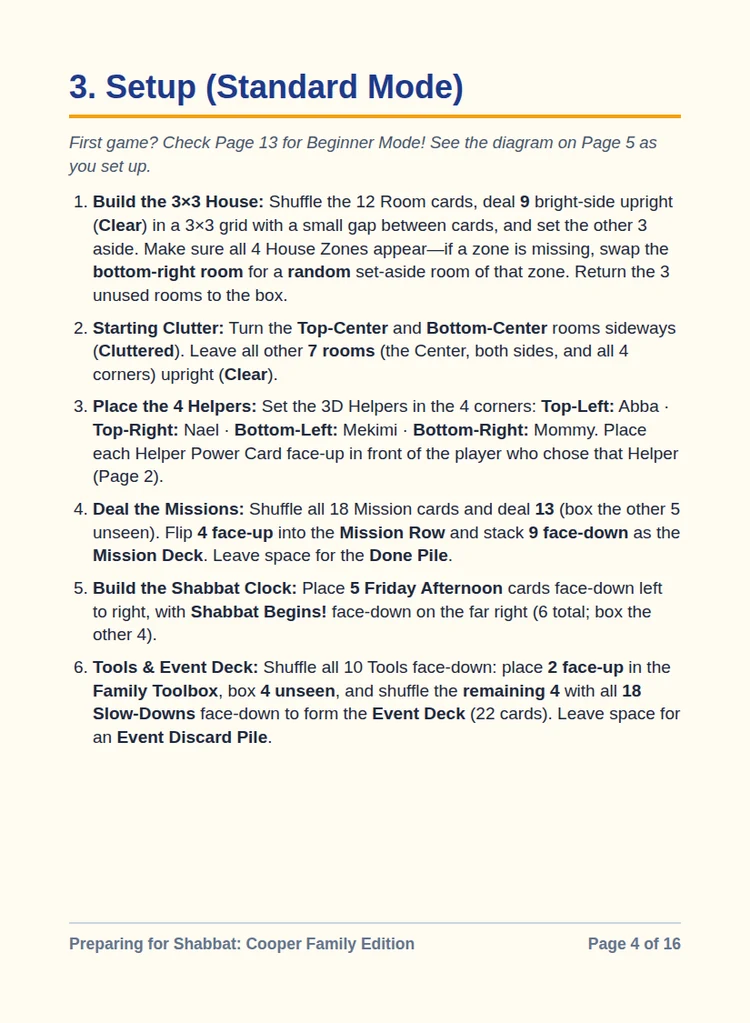 3. Setup (Standard Mode)
First game? Check Page 13 for Beginner Mode! See the diagram on Page 5 as
you set up.
1. Build the 3×3 House: Shuffle the 12 Room cards, deal 9 bright-side upright
(Clear) in a 3×3 grid with a small gap between cards, and set the other 3
aside. Make sure all 4 House Zones appear—if a zone is missing, swap the
bottom-right room for a random set-aside room of that zone. Return the 3
unused rooms to the box.
2. Starting Clutter: Turn the Top-Center and Bottom-Center rooms sideways
(Cluttered). Leave all other 7 rooms (the Center, both sides, and all 4
corners) upright (Clear).
3. Place the 4 Helpers: Set the 3D Helpers in the 4 corners: Top-Left: Abba ·
Top-Right: Nael · Bottom-Left: Mekimi · Bottom-Right: Mommy. Place
each Helper Power Card face-up in front of the player who chose that Helper
(Page 2).
4. Deal the Missions: Shuffle all 18 Mission cards and deal 13 (box the other 5
unseen). Flip 4 face-up into the Mission Row and stack 9 face-down as the
Mission Deck. Leave space for the Done Pile.
5. Build the Shabbat Clock: Place 5 Friday Afternoon cards face-down left
to right, with Shabbat Begins! face-down on the far right (6 total; box the
other 4).
6. Tools & Event Deck: Shuffle all 10 Tools face-down: place 2 face-up in the
Family Toolbox, box 4 unseen, and shuffle the remaining 4 with all 18
Slow-Downs face-down to form the Event Deck (22 cards). Leave space for
an Event Discard Pile.
Preparing for Shabbat: Cooper Family Edition
Page 4 of 16